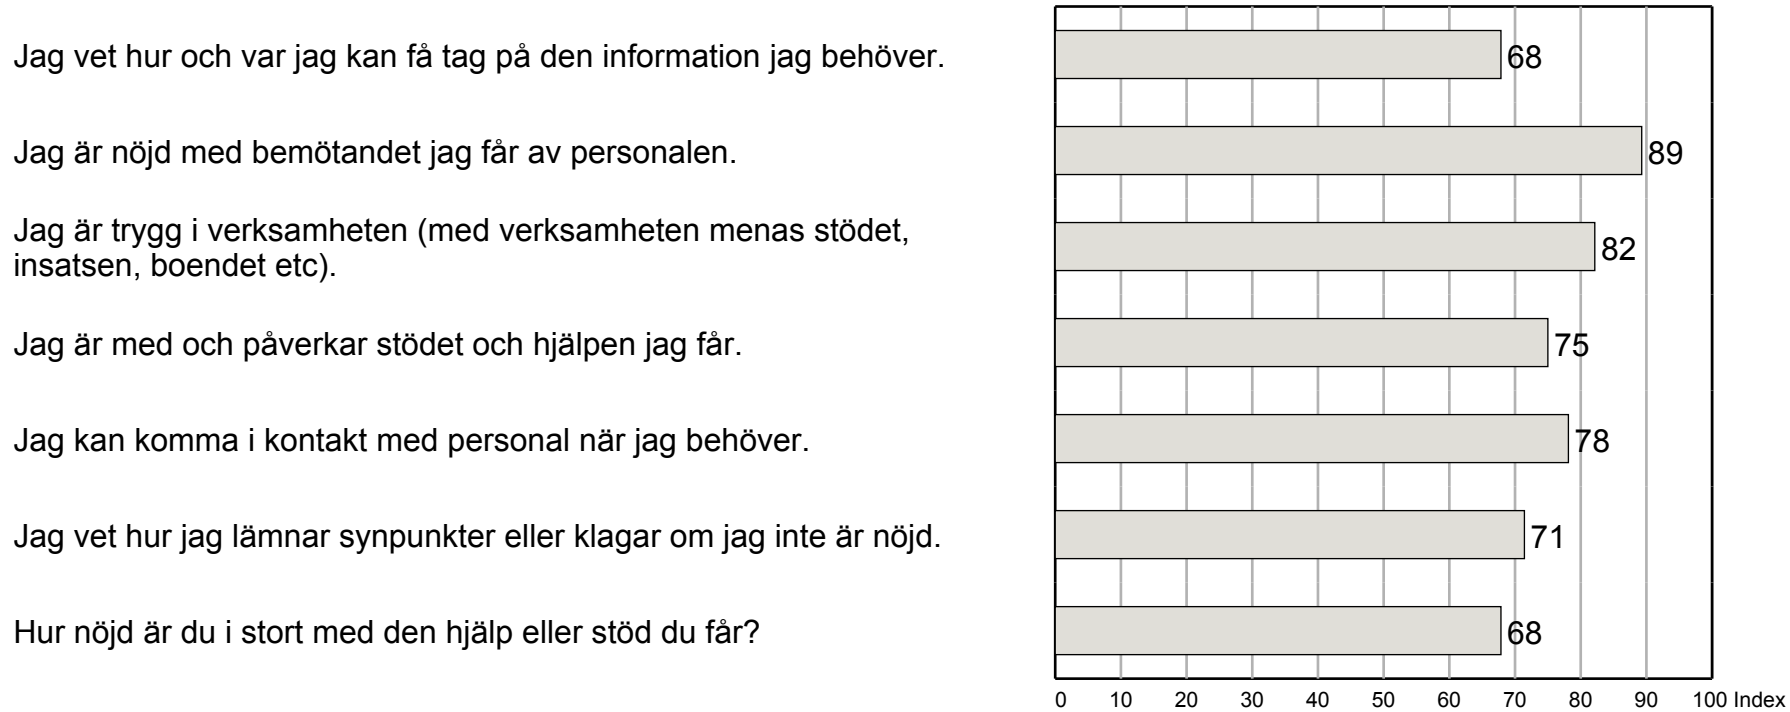 Jag vet hur och var jag kan få tag på den information jag behöver.
68
Jag är nöjd med bemötandet jag får av personalen.
89
Jag är trygg i verksamheten (med verksamheten menas stödet,
insatsen, boendet etc).
82
Jag är med och påverkar stödet och hjälpen jag får.
75
Jag kan komma i kontakt med personal när jag behöver.
78
Jag vet hur jag lämnar synpunkter eller klagar om jag inte är nöjd.
71
Hur nöjd är du i stort med den hjälp eller stöd du får?
68
0 10 20 30 40 50 60 70 80 90 100 Index